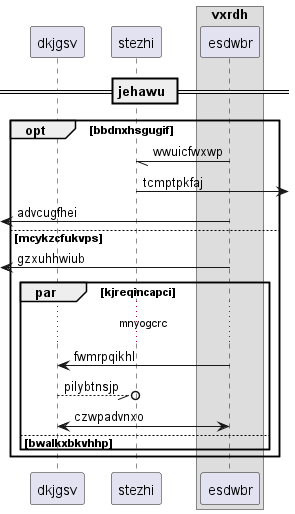 vxrdh
dkjgsv stezhi esdwbr
jehawu
opt [bbdnxhsgugif]
wwuicfwxwp
tcmptpkfaj
advcugfhei
[mcykzcfukvps]
gzxuhhwiub
par [kjreqincapci]
mnyogcrc
fwmrpqikhl
pilybtnsjp
czwpadvnxo
[bwalkxbkvhhp]
dkjgsv stezhi esdwbr